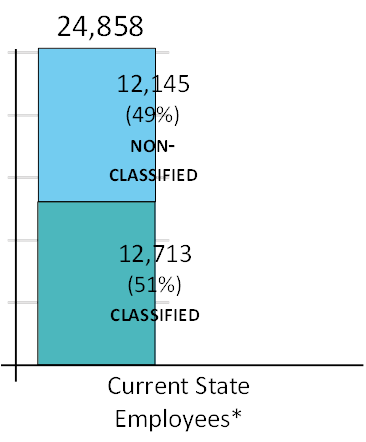 24,858
12,145
(49%)
NON-
CLASSIFIED
12,713
(51%)
CLASSIFIED
Current State
Employees*